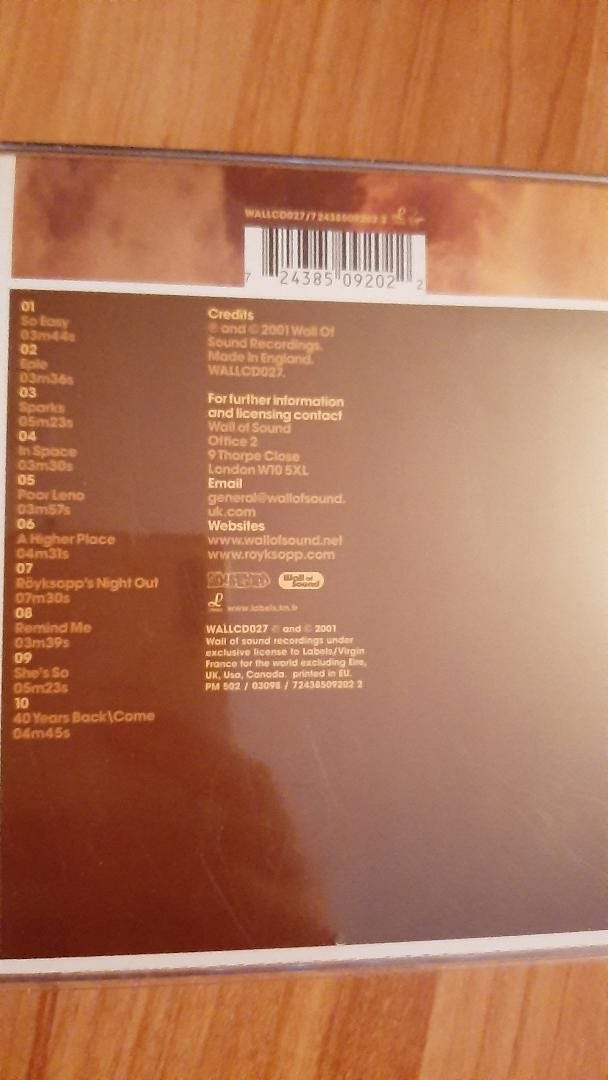 WALLCD027/72438509202 2
7 24385 09202 2
01
So Easy
03m44s
02
Eple
03m36s
03
Sparks
05m23s
04
In Space
03m30s
05
Poor Leno
03m57s
06
A Higher Place
04m31s
07
Röyksopp's Night Out
07m30s
08
Remind Me
03m39s
09
She's So
05m23s
10
40 Years Back\Come
04m45s
Credits
℗ and © 2001 Wall Of
Sound Recordings.
Made in England.
WALLCD027.
For further information
and licensing contact
Wall of Sound
Office 2
9 Thorpe Close
London W10 5XL
Email
general@wallofsound.
uk.com
Websites
www.wallofsound.net
www.royksopp.com
Wall of
Sound
www.labels.tm.fr
WALLCD027 ℗ and © 2001
Wall of sound recordings under
exclusive license to Labels/Virgin
France for the world excluding Eire,
UK, Usa, Canada. printed in EU.
PM 502 / 03098 / 72438509202 2